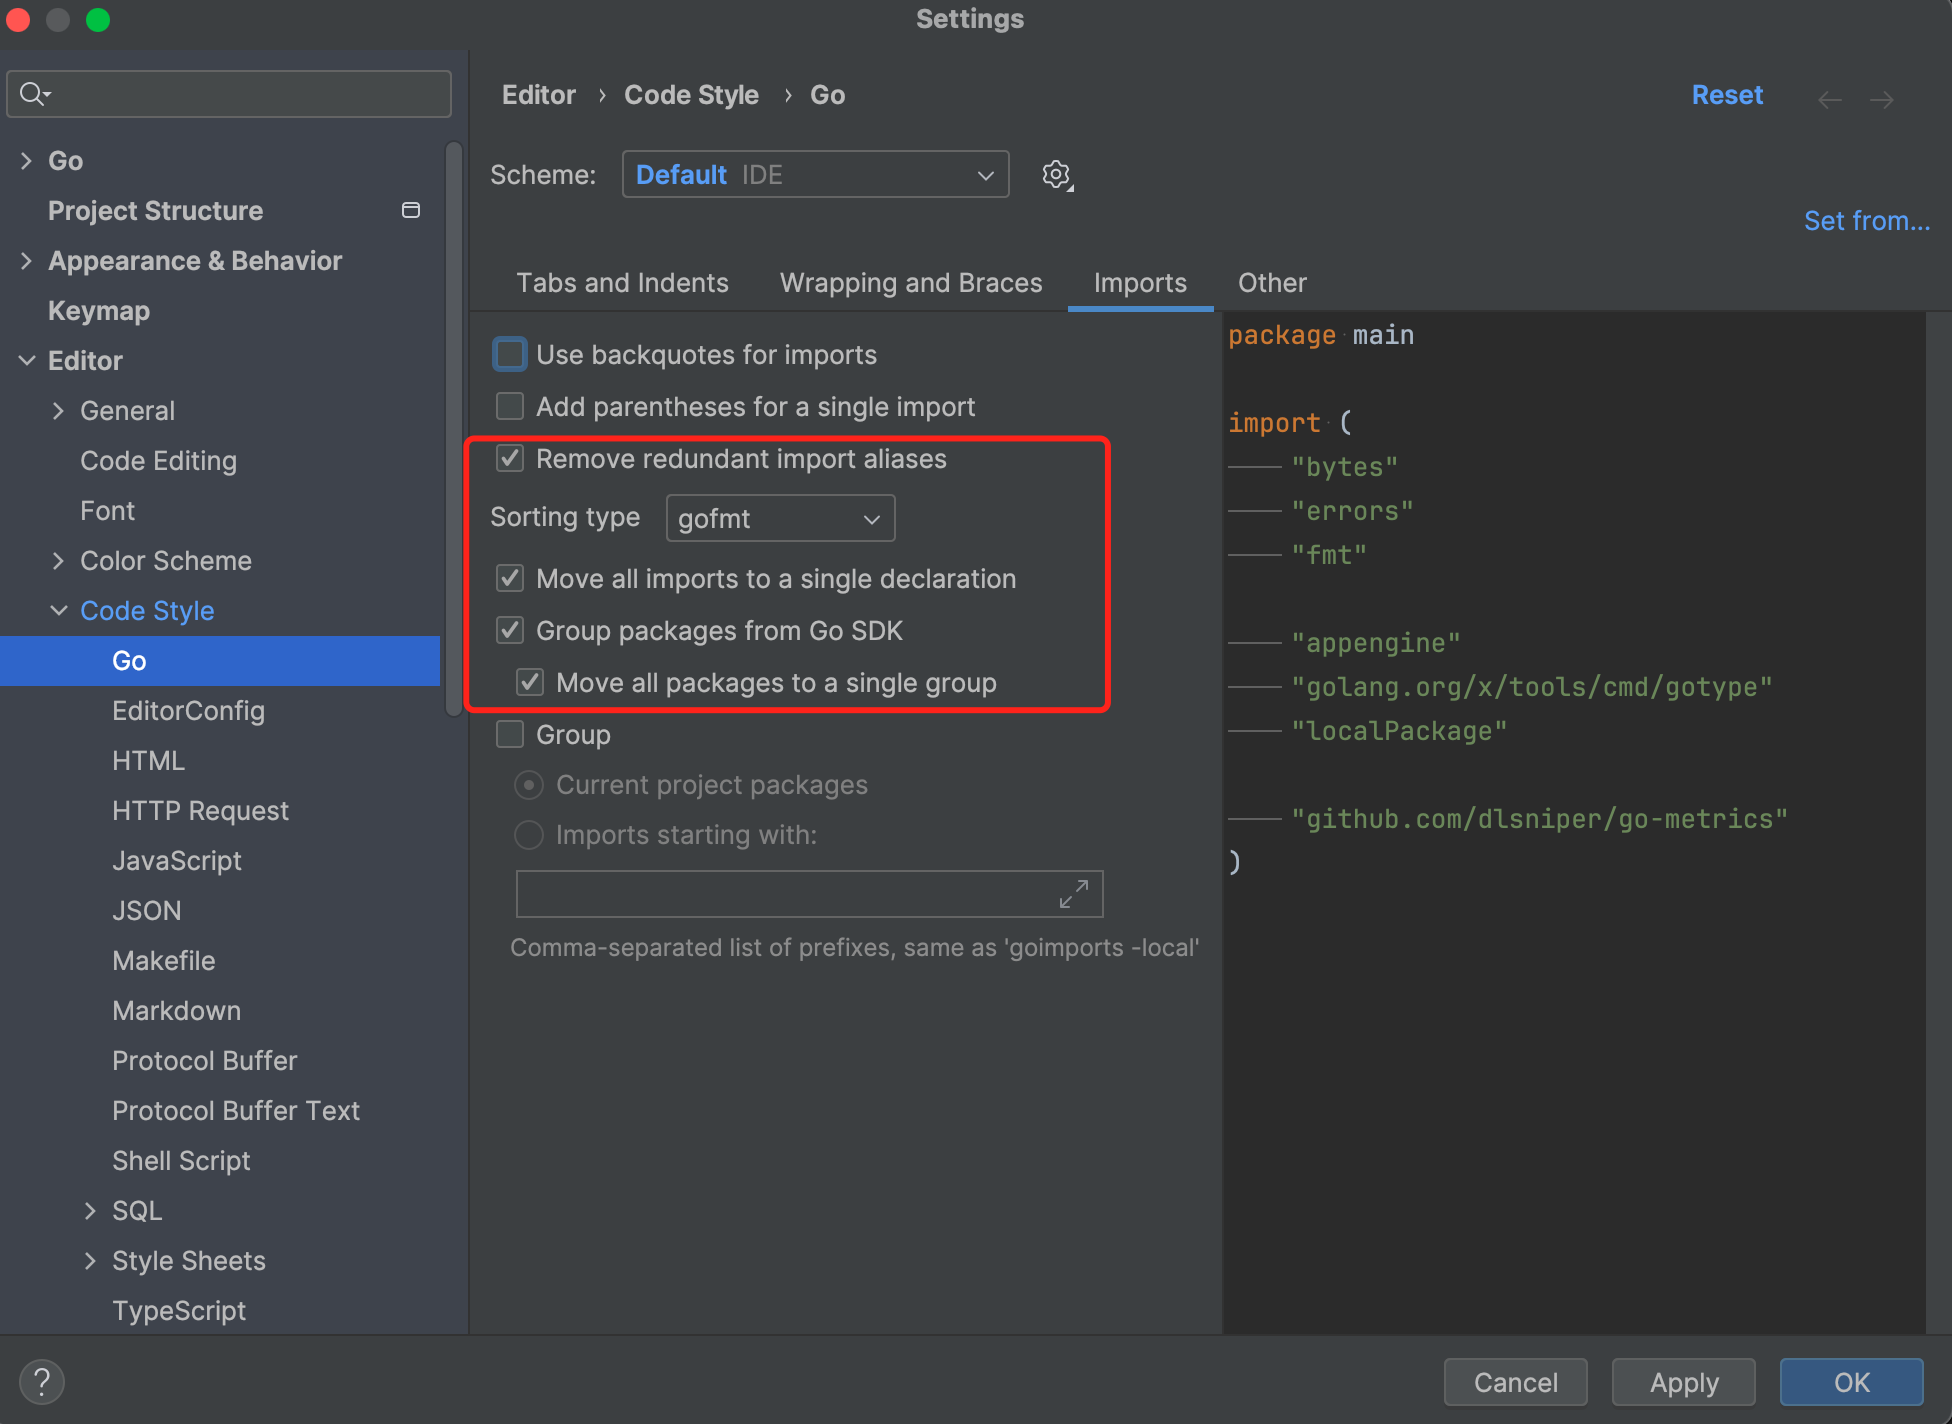 Settings
Go
Project Structure
Appearance & Behavior
Keymap
Editor
General
Code Editing
Font
Color Scheme
Code Style
Go
EditorConfig
HTML
HTTP Request
JavaScript
JSON
Makefile
Markdown
Protocol Buffer
Protocol Buffer Text
Shell Script
SQL
Style Sheets
TypeScript
Editor › Code Style › Go
Reset
Scheme: Default IDE
Set from...
Tabs and Indents Wrapping and Braces Imports Other
Use backquotes for imports
Add parentheses for a single import
Remove redundant import aliases
Sorting type gofmt
Move all imports to a single declaration
Group packages from Go SDK
Move all packages to a single group
Group
Current project packages
Imports starting with:
Comma-separated list of prefixes, same as 'goimports -local'
package main
import (
"bytes"
"errors"
"fmt"
"appengine"
"golang.org/x/tools/cmd/gotype"
"localPackage"
"github.com/dlsniper/go-metrics"
)
?
Cancel Apply OK